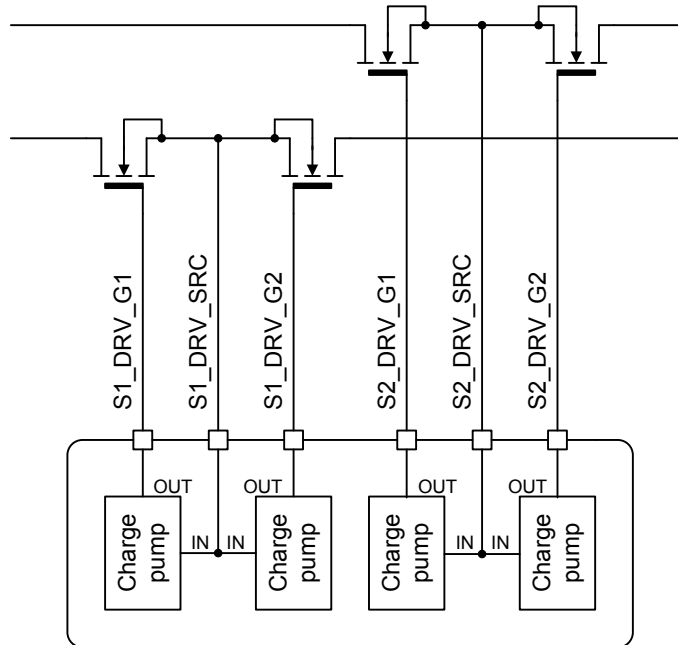 S1_DRV_G1
S1_DRV_SRC
S1_DRV_G2
S2_DRV_G1
S2_DRV_SRC
S2_DRV_G2
OUT
OUT
OUT
OUT
Charge
pump
IN
IN
Charge
pump
Charge
pump
IN
IN
Charge
pump